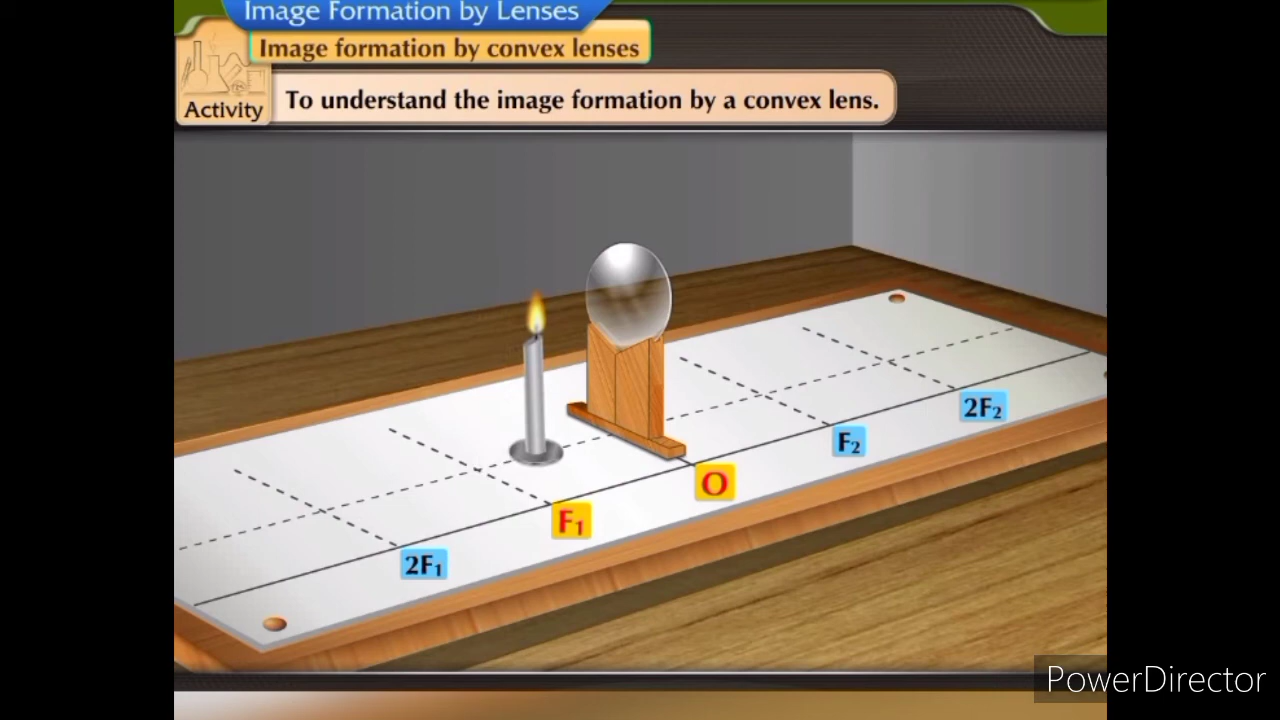 Image Formation by Lenses
Image formation by convex lenses
Activity
To understand the image formation by a convex lens.
2F₂
F₂
O
F₁
2F₁
PowerDirector